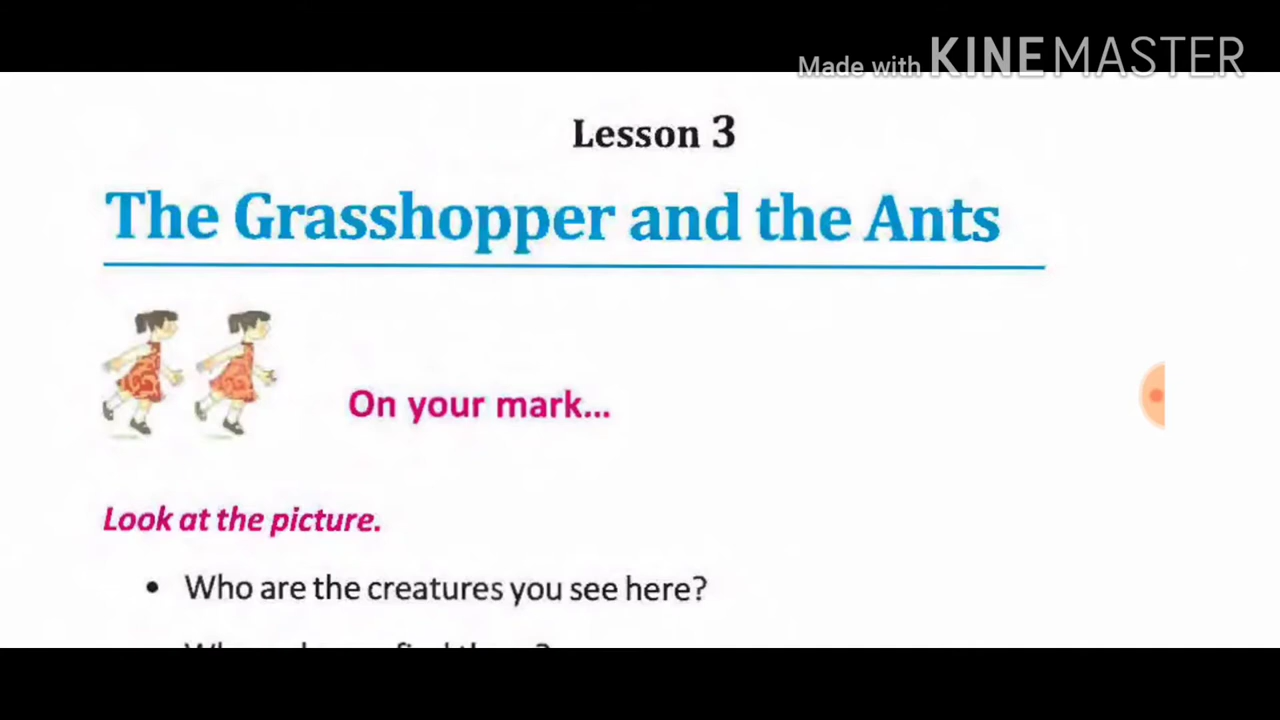 Made with KINEMASTER
Lesson 3
The Grasshopper and the Ants
On your mark...
Look at the picture.
• Who are the creatures you see here?